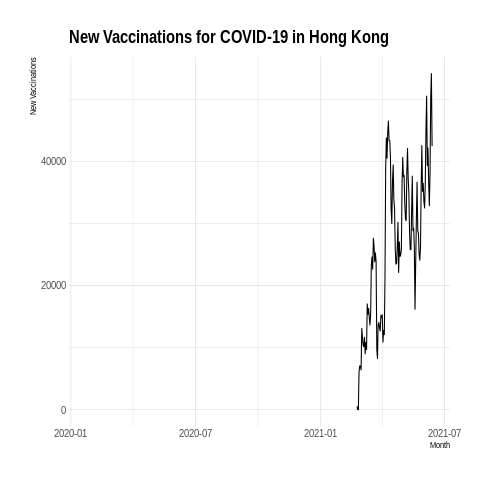 New Vaccinations for COVID-19 in Hong Kong
New Vaccinations
40000
20000
0
2020-01 2020-07 2021-01 2021-07
Month